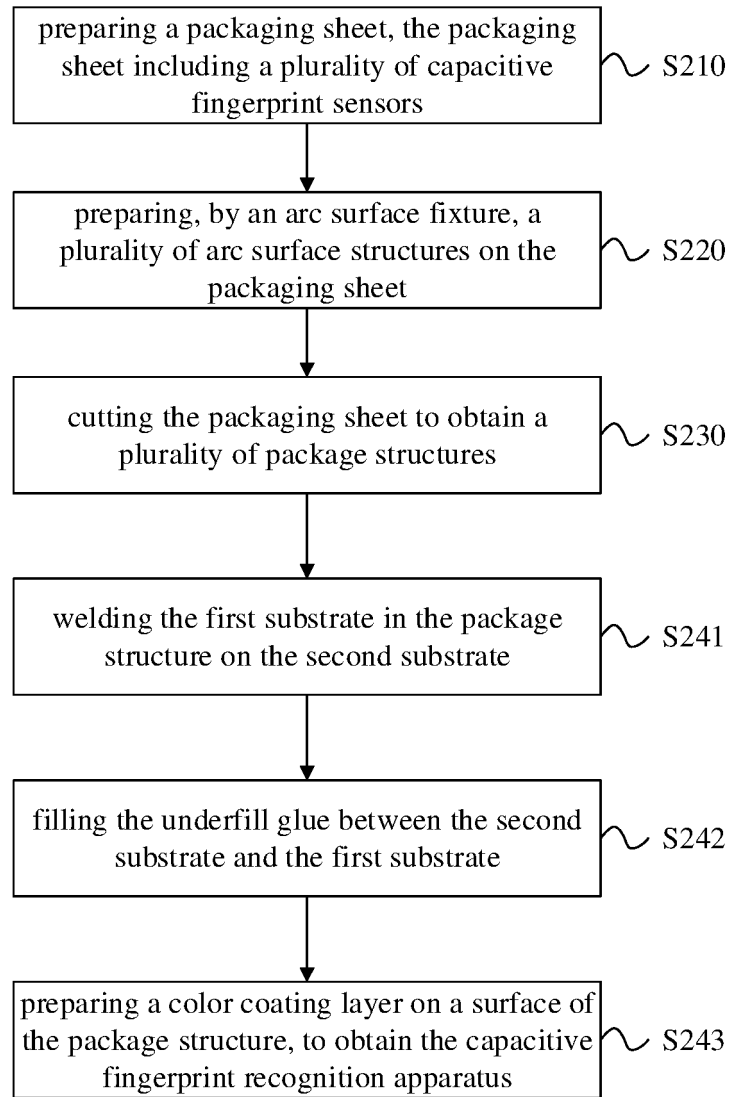 preparing a packaging sheet, the packaging
sheet including a plurality of capacitive
fingerprint sensors
S210
preparing, by an arc surface fixture, a
plurality of arc surface structures on the
packaging sheet
S220
cutting the packaging sheet to obtain a
plurality of package structures
S230
welding the first substrate in the package
structure on the second substrate
S241
filling the underfill glue between the second
substrate and the first substrate
S242
preparing a color coating layer on a surface of
the package structure, to obtain the capacitive
fingerprint recognition apparatus
S243